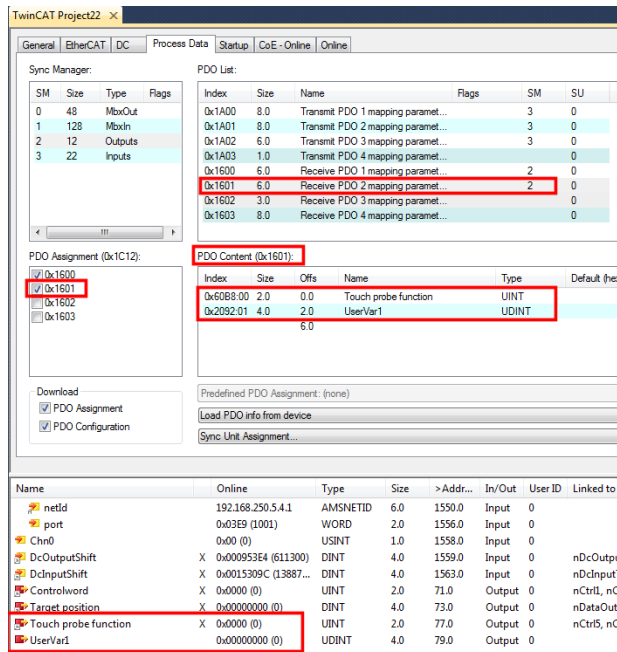 TwinCAT Project22
General EtherCAT DC Process Data Startup CoE - Online Online
Sync Manager:
SM Size Type Flags
0 48 MbxOut
1 128 MbxIn
2 12 Outputs
3 22 Inputs
PDO List:
Index Size Name Flags SM SU
0x1A00 8.0 Transmit PDO 1 mapping paramet... 3 0
0x1A01 8.0 Transmit PDO 2 mapping paramet... 3 0
0x1A02 6.0 Transmit PDO 3 mapping paramet... 3 0
0x1A03 1.0 Transmit PDO 4 mapping paramet... 0
0x1600 6.0 Receive PDO 1 mapping paramet... 2 0
0x1601 6.0 Receive PDO 2 mapping paramet... 2 0
0x1602 3.0 Receive PDO 3 mapping paramet... 0
0x1603 8.0 Receive PDO 4 mapping paramet... 0
PDO Assignment (0x1C12):
0x1600
0x1601
0x1602
0x1603
PDO Content (0x1601):
Index Size Offs Name Type Default (he
0x60B8:00 2.0 0.0 Touch probe function UINT
0x2092:01 4.0 2.0 UserVar1 UDINT
6.0
Download
PDO Assignment
PDO Configuration
Predefined PDO Assignment: (none)
Load PDO info from device
Sync Unit Assignment...
Name Online Type Size >Addr... In/Out User ID Linked to
netId 192.168.250.5.4.1 AMSNETID 6.0 1550.0 Input 0
port 0x03E9 (1001) WORD 2.0 1556.0 Input 0
Chn0 0x00 (0) USINT 1.0 1558.0 Input 0
DcOutputShift X 0x000953E4 (611300) DINT 4.0 1559.0 Input 0 nDcOutpu
DcInputShift X 0x0015309C (13887... DINT 4.0 1563.0 Input 0 nDcInput
Controlword X 0x0000 (0) UINT 2.0 71.0 Output 0 nCtrl1, nC
Target position X 0x00000000 (0) DINT 4.0 73.0 Output 0 nDataOut
Touch probe function X 0x0000 (0) UINT 2.0 77.0 Output 0 nCtrl5, nC
UserVar1 0x00000000 (0) UDINT 4.0 79.0 Output 0